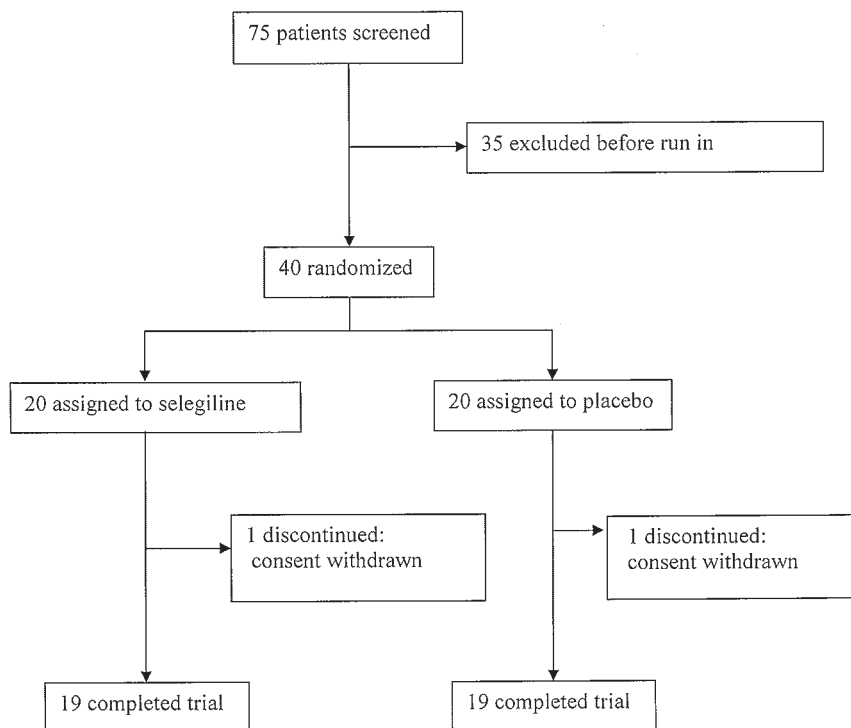 75 patients screened
35 excluded before run in
40 randomized
20 assigned to selegiline
20 assigned to placebo
1 discontinued:
consent withdrawn
1 discontinued:
consent withdrawn
19 completed trial
19 completed trial